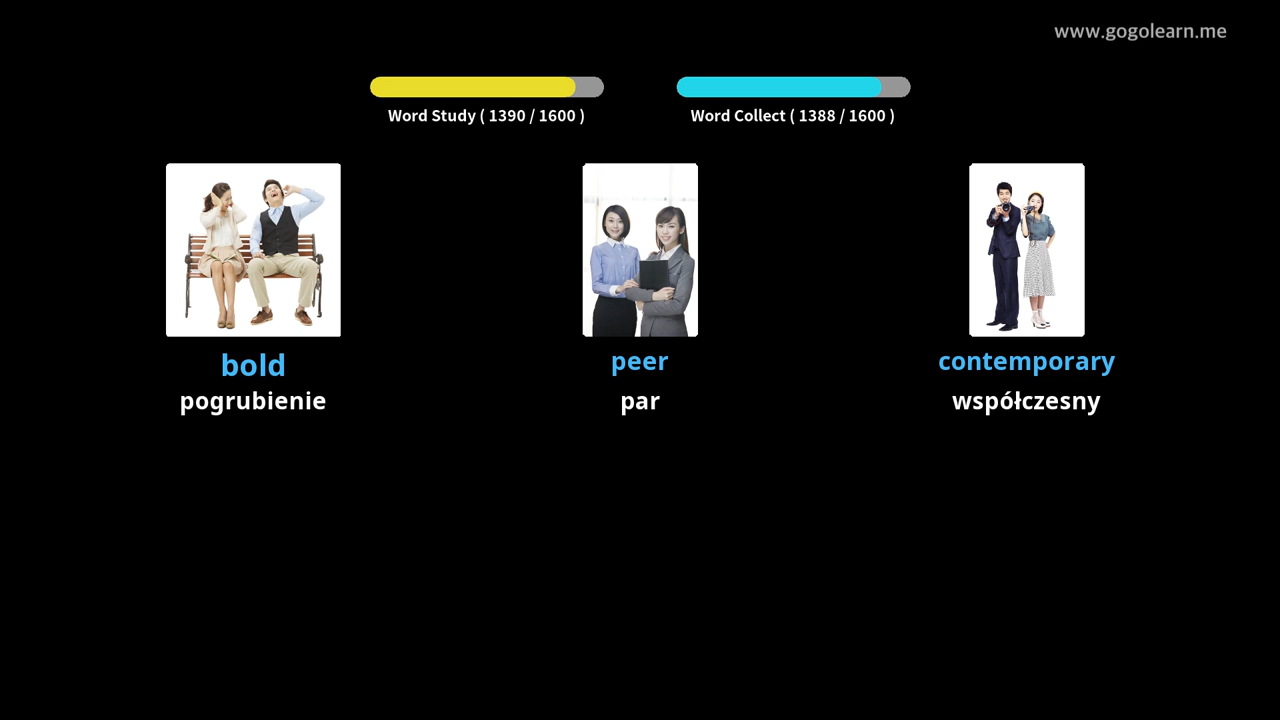 www.gogolearn.me
Word Study ( 1390 / 1600 )
Word Collect ( 1388 / 1600 )
bold
peer
contemporary
pogrubienie
par
współczesny